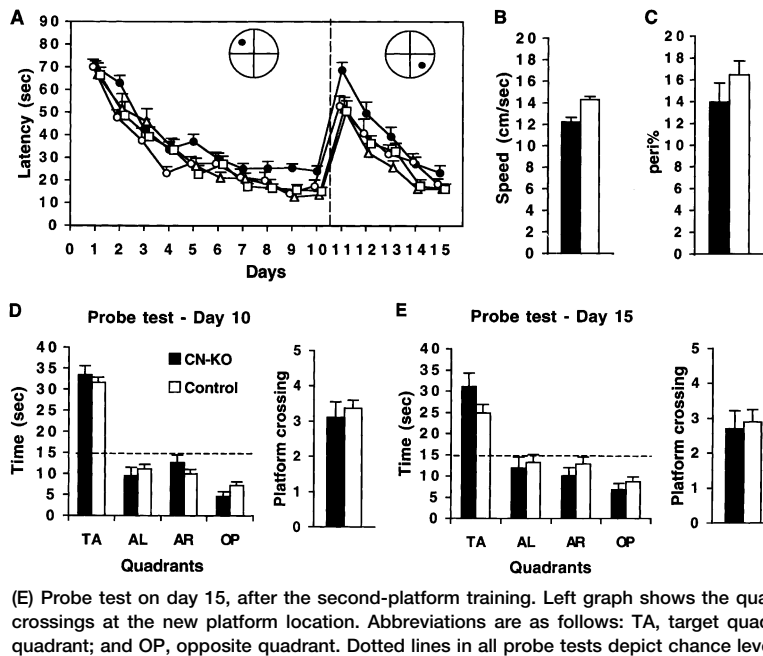 A
Latency (sec)
90
80
70
60
50
40
30
20
10
0
0 1 2 3 4 5 6 7 8 9 10 11 12 13 14 15
Days
B
Speed (cm/sec)
20
18
16
14
12
10
8
6
4
2
0
C
peri%
20
18
16
14
12
10
8
6
4
2
0
D
Probe test - Day 10
Time (sec)
40
35
30
25
20
15
10
5
0
CN-KO
Control
TA AL AR OP
Quadrants
Platform crossing
5
4
3
2
1
0
E
Probe test - Day 15
Time (sec)
40
35
30
25
20
15
10
5
0
TA AL AR OP
Quadrants
Platform crossing
5
4
3
2
1
0
(E) Probe test on day 15, after the second-platform training. Left graph shows the qua
crossings at the new platform location. Abbreviations are as follows: TA, target quad
quadrant; and OP, opposite quadrant. Dotted lines in all probe tests depict chance leve